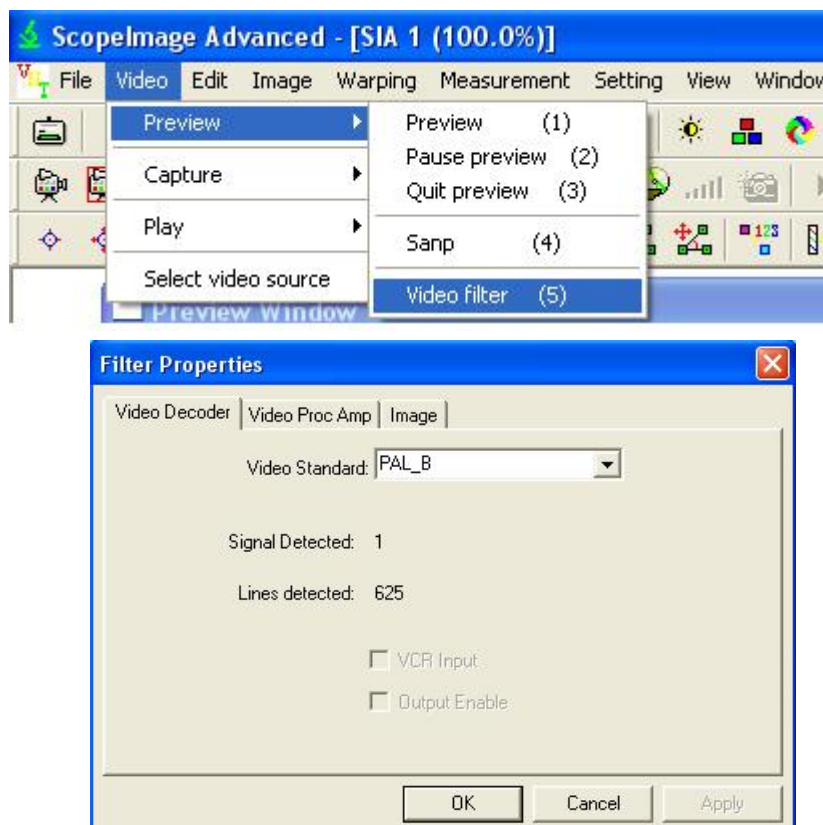 ScopeImage Advanced - [SIA 1 (100.0%)]
File Video Edit Image Warping Measurement Setting View Window
Preview
Capture
Play
Select video source
Preview (1)
Pause preview (2)
Quit preview (3)
Sanp (4)
Video filter (5)
123
Preview Window
Filter Properties
Video Decoder Video Proc Amp Image
Video Standard: PAL_B
Signal Detected: 1
Lines detected: 625
VCR Input
Output Enable
OK Cancel Apply